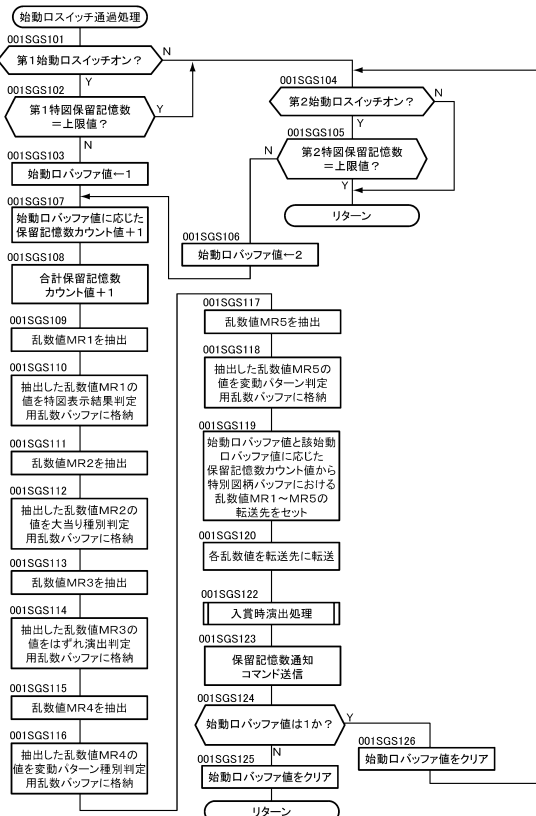 始動口スイッチ通過処理
001SGS101
第1始動口スイッチオン？
N
Y
001SGS102
第1特図保留記憶数
＝上限値？
Y
N
001SGS103
始動口バッファ値←1
001SGS104
第2始動口スイッチオン？
N
Y
001SGS105
第2特図保留記憶数
＝上限値？
N
Y
リターン
001SGS106
始動口バッファ値←2
001SGS107
始動口バッファ値に応じた
保留記憶数カウント値＋1
001SGS108
合計保留記憶数
カウント値＋1
001SGS109
乱数値MR1を抽出
001SGS110
抽出した乱数値MR1の
値を特図表示結果判定
用乱数バッファに格納
001SGS111
乱数値MR2を抽出
001SGS112
抽出した乱数値MR2の
値を大当り種別判定
用乱数バッファに格納
001SGS113
乱数値MR3を抽出
001SGS114
抽出した乱数値MR3の
値をはずれ演出判定
用乱数バッファに格納
001SGS115
乱数値MR4を抽出
001SGS116
抽出した乱数値MR4の
値を変動パターン種別判定
用乱数バッファに格納
001SGS117
乱数値MR5を抽出
001SGS118
抽出した乱数値MR5の
値を変動パターン判定
用乱数バッファに格納
001SGS119
始動口バッファ値と該始動
口バッファ値に応じた
保留記憶数カウント値から
特別図柄バッファにおける
乱数値MR1～MR5の
転送先をセット
001SGS120
各乱数値を転送先に転送
001SGS122
入賞時演出処理
001SGS123
保留記憶数通知
コマンド送信
001SGS124
始動口バッファ値は1か？
Y
N
001SGS125
始動口バッファ値をクリア
001SGS126
始動口バッファ値をクリア
リターン